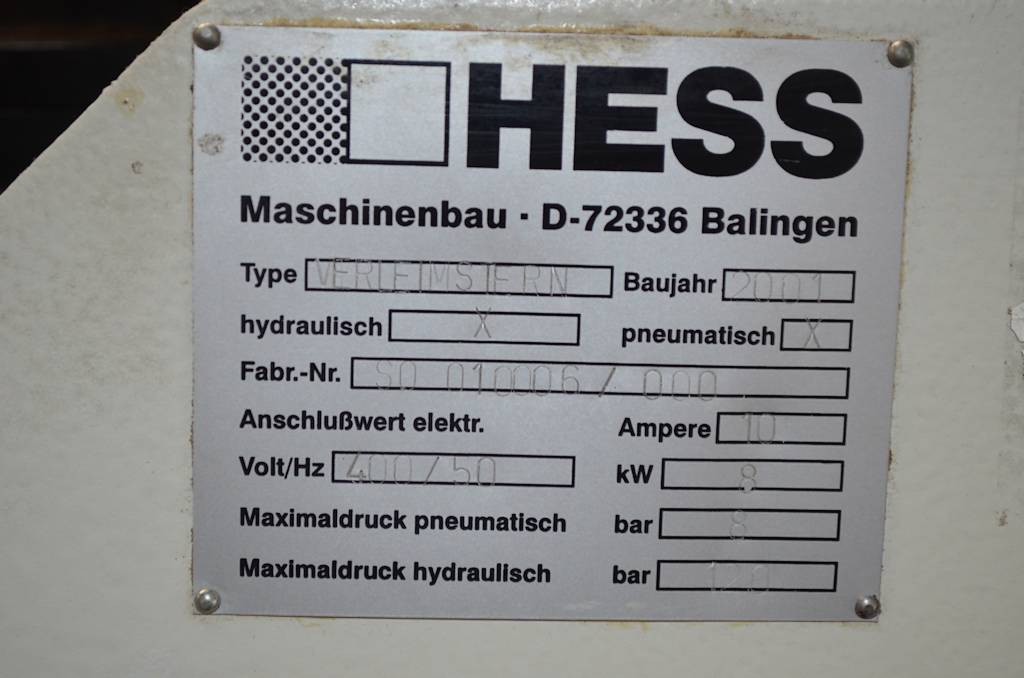 HESS
Maschinenbau · D-72336 Balingen
Type VERLEIMSTERN Baujahr 2001
hydraulisch X pneumatisch X
Fabr.-Nr. SO 010006/000
Anschlußwert elektr. Ampere 10
Volt/Hz 400/50 kW 8
Maximaldruck pneumatisch bar 8
Maximaldruck hydraulisch bar 120